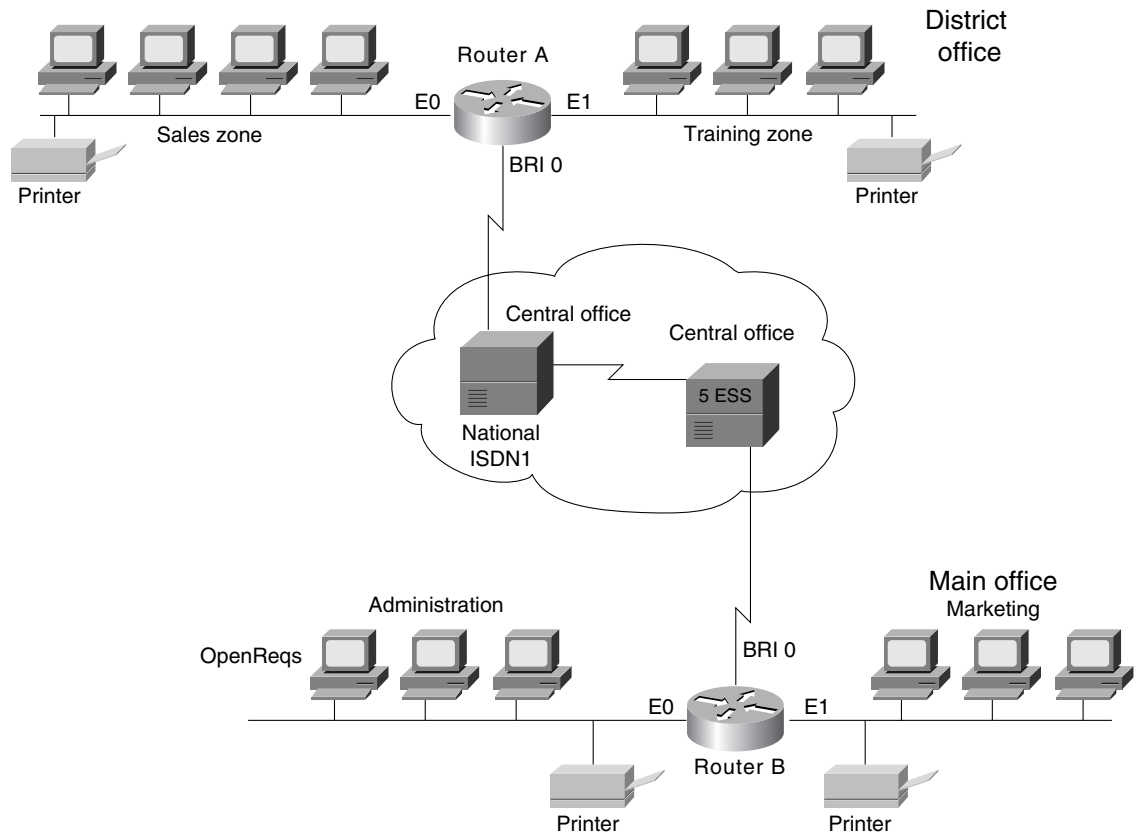 District
office
Router A
E0
E1
Sales zone
Training zone
BRI 0
Printer
Printer
Central office
Central office
5 ESS
National
ISDN1
Main office
Marketing
Administration
OpenReqs
BRI 0
E0
E1
Router B
Printer
Printer